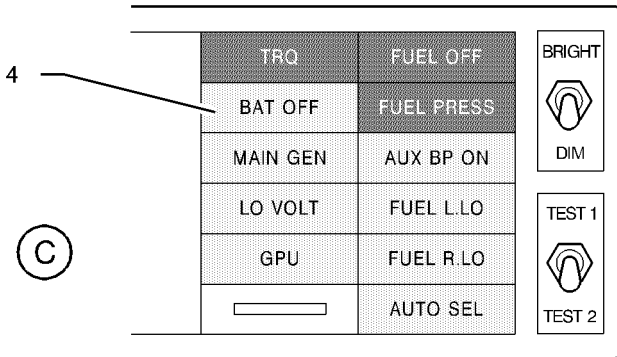 TRQ FUEL OFF BRIGHT
4
BAT OFF FUEL PRESS
MAIN GEN AUX BP ON DIM
LO VOLT FUEL L.LO TEST 1
C
GPU FUEL R.LO
AUTO SEL TEST 2